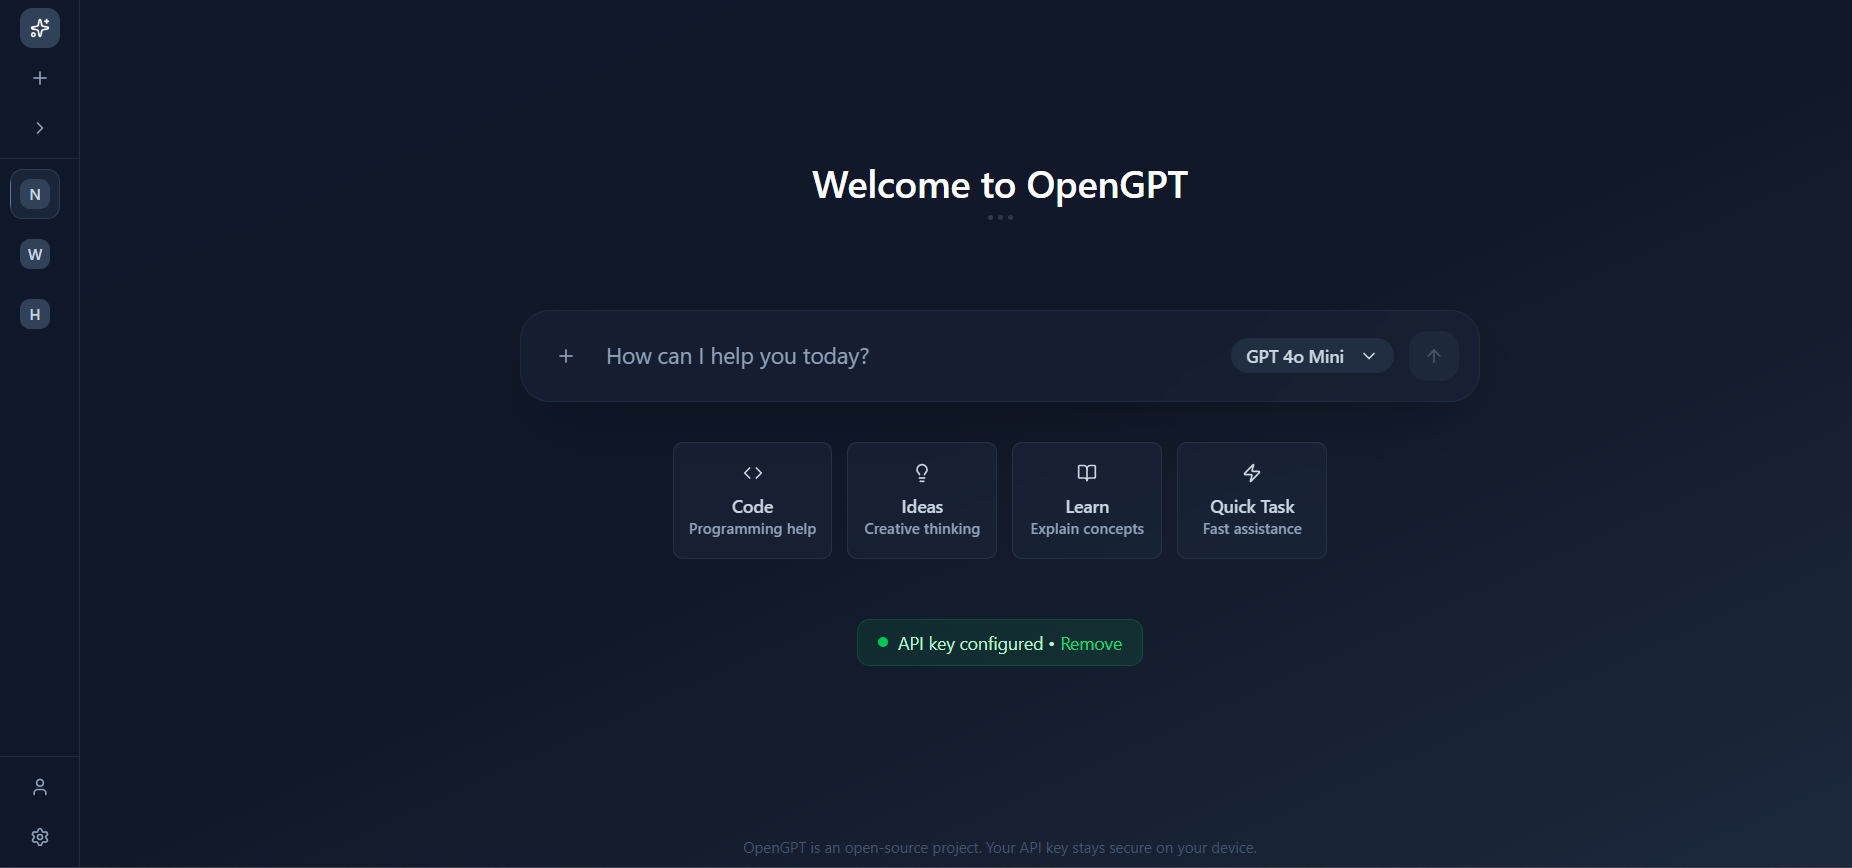 N
W
H
Welcome to OpenGPT
How can I help you today?
GPT 4o Mini
Code
Programming help
Ideas
Creative thinking
Learn
Explain concepts
Quick Task
Fast assistance
API key configured • Remove
OpenGPT is an open-source project. Your API key stays secure on your device.